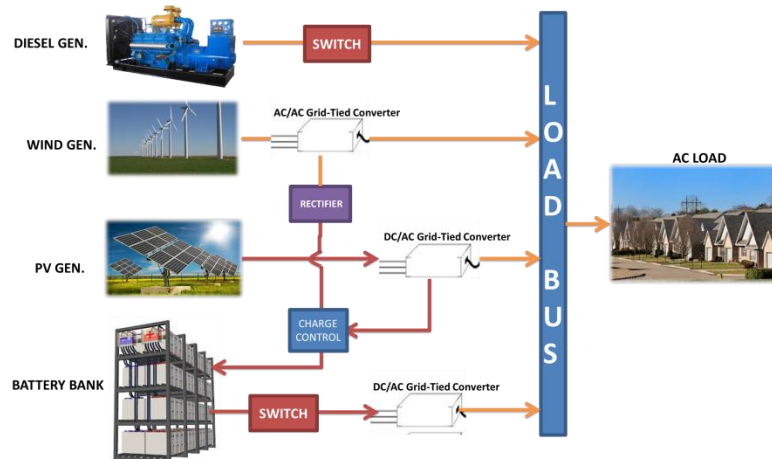 DIESEL GEN.
SWITCH
WIND GEN.
AC/AC Grid-Tied Converter
RECTIFIER
PV GEN.
DC/AC Grid-Tied Converter
CHARGE
CONTROL
BATTERY BANK
SWITCH
DC/AC Grid-Tied Converter
L
O
A
D
B
U
S
AC LOAD